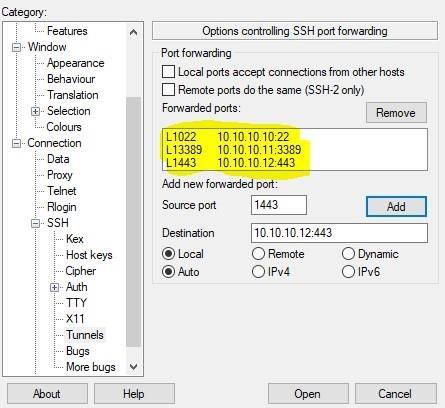 Category:
Features
Window
Appearance
Behaviour
Translation
Selection
Colours
Connection
Data
Proxy
Telnet
Rlogin
SSH
Kex
Host keys
Cipher
Auth
TTY
X11
Tunnels
Bugs
More bugs
Options controlling SSH port forwarding
Port forwarding
Local ports accept connections from other hosts
Remote ports do the same (SSH-2 only)
Forwarded ports:
Remove
L1022 10.10.10.10:22
L13389 10.10.10.11:3389
L1443 10.10.10.12:443
Add new forwarded port:
Source port 1443 Add
Destination 10.10.10.12:443
Local Remote Dynamic
Auto IPv4 IPv6
About Help Open Cancel